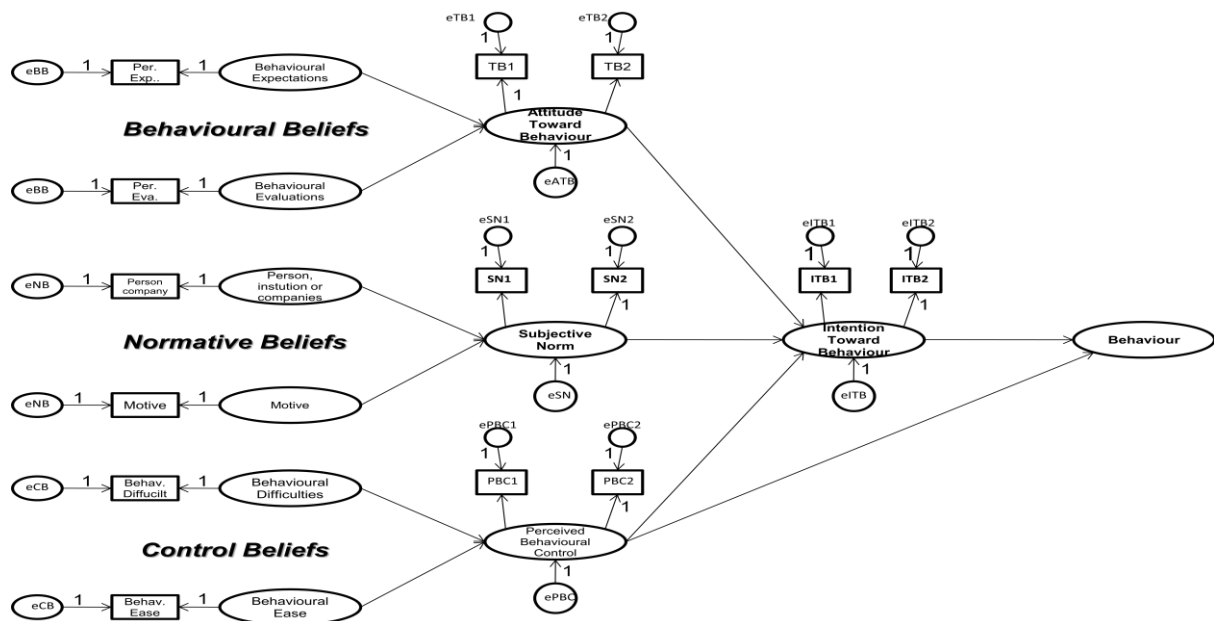 eTB1
eTB2
1
1
eBB
1
Per.
Exp..
1
Behavioural
Expectations
TB1
TB2
1
Behavioural Beliefs
Attitude
Toward
Behaviour
1
eBB
1
Per.
Eva.
1
Behavioural
Evaluations
eATB
eSN1
eSN2
eITB1
eITB2
1
1
1
1
eNB
1
Person
company
1
Person,
instution or
companies
SN1
SN2
ITB1
ITB2
1
1
Normative Beliefs
Subjective
Norm
Intention
Toward
Behaviour
Behaviour
1
1
eNB
1
Motive
1
Motive
eSN
eITB
ePBC1
ePBC2
1
1
eCB
1
Behav.
Diffucilt
1
Behavioural
Difficulties
PBC1
PBC2
1
Control Beliefs
Perceived
Behavioural
Control
1
eCB
1
Behav.
Ease
1
Behavioural
Ease
ePBC